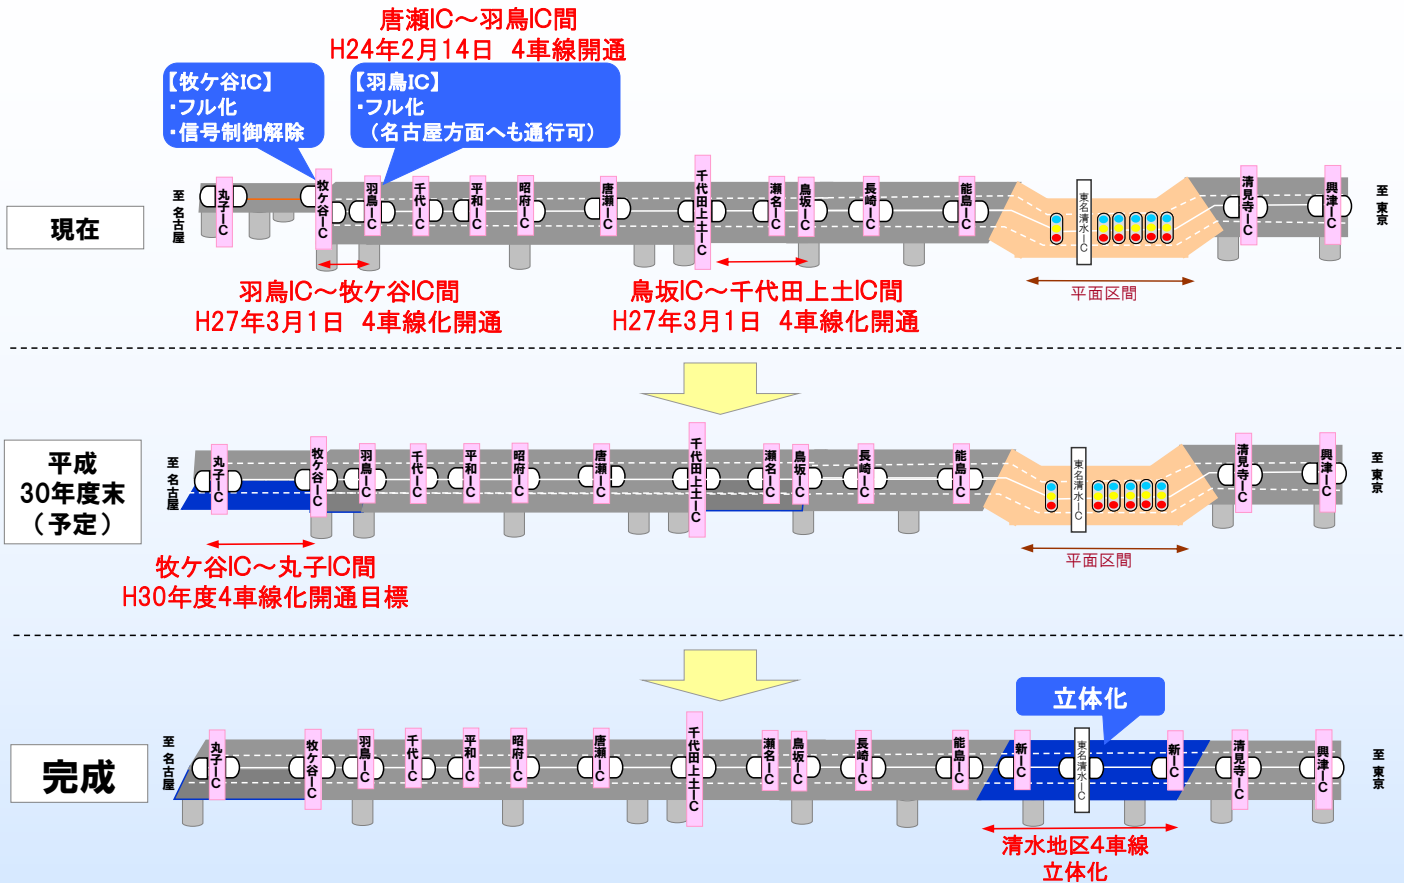 唐瀬IC～羽鳥IC間
H24年2月14日 4車線開通
【牧ケ谷IC】
・フル化
・信号制御解除
【羽鳥IC】
・フル化
（名古屋方面へも通行可）
現在
至 名古屋
丸子IC
牧ケ谷IC
羽鳥IC
千代IC
平和IC
昭府IC
唐瀬IC
千代田上土IC
瀬名IC
鳥坂IC
長崎IC
能島IC
東名清水IC
清見寺IC
興津IC
至 東京
羽鳥IC～牧ケ谷IC間
H27年3月1日 4車線化開通
鳥坂IC～千代田上土IC間
H27年3月1日 4車線化開通
平面区間
平成
30年度末
（予定）
至 名古屋
丸子IC
牧ケ谷IC
羽鳥IC
千代IC
平和IC
昭府IC
唐瀬IC
千代田上土IC
瀬名IC
鳥坂IC
長崎IC
能島IC
東名清水IC
清見寺IC
興津IC
至 東京
牧ケ谷IC～丸子IC間
H30年度4車線化開通目標
平面区間
立体化
完成
至 名古屋
丸子IC
牧ケ谷IC
羽鳥IC
千代IC
平和IC
昭府IC
唐瀬IC
千代田上土IC
瀬名IC
鳥坂IC
長崎IC
能島IC
新IC
東名清水IC
新IC
清見寺IC
興津IC
至 東京
清水地区4車線
立体化